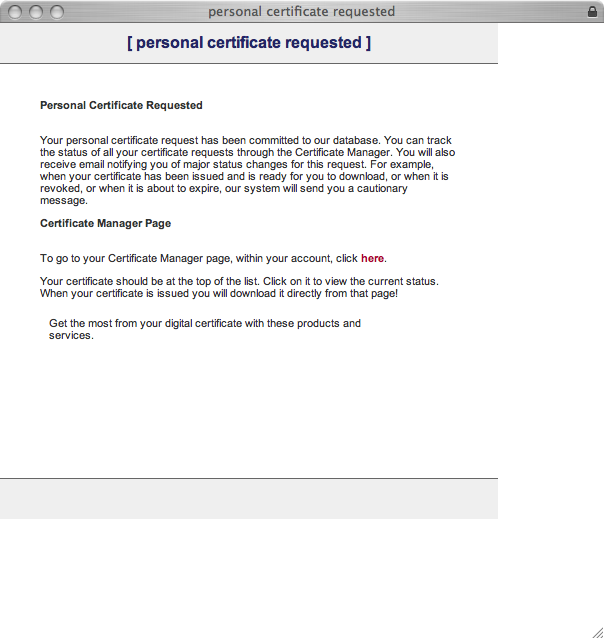 personal certificate requested
[ personal certificate requested ]
Personal Certificate Requested
Your personal certificate request has been committed to our database. You can track
the status of all your certificate requests through the Certificate Manager. You will also
receive email notifying you of major status changes for this request. For example,
when your certificate has been issued and is ready for you to download, or when it is
revoked, or when it is about to expire, our system will send you a cautionary
message.
Certificate Manager Page
To go to your Certificate Manager page, within your account, click here.
Your certificate should be at the top of the list. Click on it to view the current status.
When your certificate is issued you will download it directly from that page!
Get the most from your digital certificate with these products and
services.